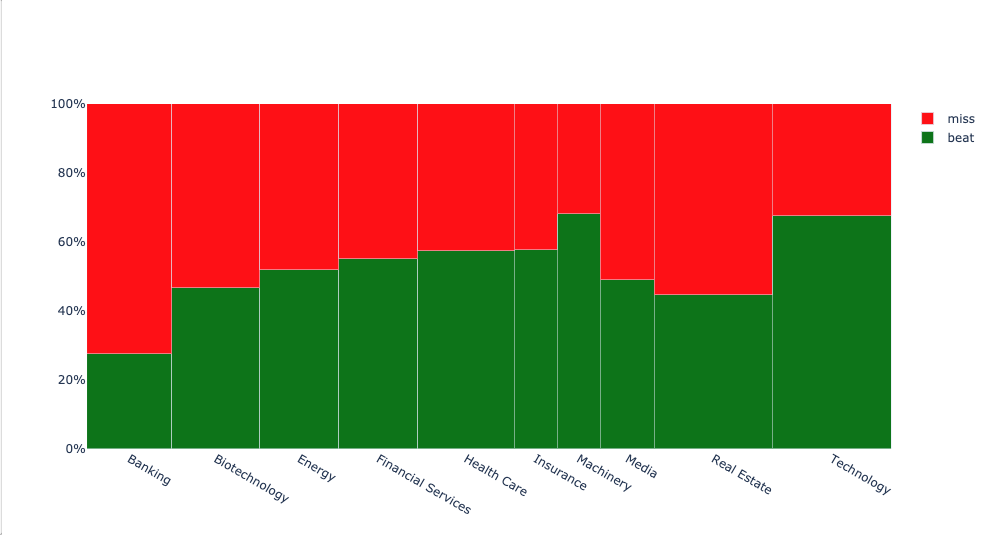 100%
80%
60%
40%
20%
0%
Banking
Biotechnology
Energy
Financial Services
Health Care
Insurance
Machinery
Media
Real Estate
Technology
miss
beat